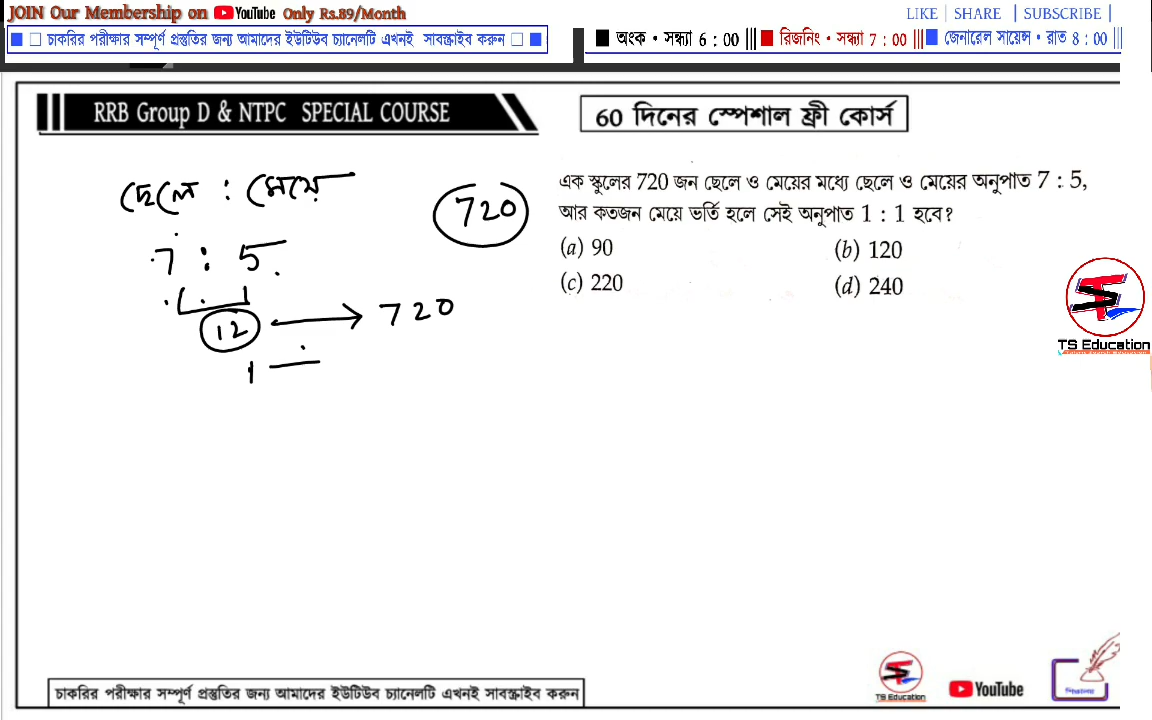 JOIN Our Membership on YouTube Only Rs.89/Month
LIKE | SHARE | SUBSCRIBE |
■ □ চাকরির পরীক্ষার সম্পূর্ণ প্রস্তুতির জন্য আমাদের ইউটিউব চ্যানেলটি এখনই সাবস্ক্রাইব করুন □ ■
■ অংক • সন্ধ্যা 6 : 00 ||| ■ রিজনিং • সন্ধ্যা 7 : 00 ||| ■ জেনারেল সায়েন্স • রাত 8 : 00 |||
RRB Group D & NTPC SPECIAL COURSE
60 দিনের স্পেশাল ফ্রী কোর্স
এক স্কুলের 720 জন ছেলে ও মেয়ের মধ্যে ছেলে ও মেয়ের অনুপাত 7 : 5,
আর কতজন মেয়ে ভর্তি হলে সেই অনুপাত 1 : 1 হবে?
(a) 90 (b) 120
(c) 220 (d) 240
ছেলে : মেয়ে
720
7 : 5
12 → 720
1 —
TS Education
চাকরির পরীক্ষার সম্পূর্ণ প্রস্তুতির জন্য আমাদের ইউটিউব চ্যানেলটি এখনই সাবস্ক্রাইব করুন
TS Education
YouTube